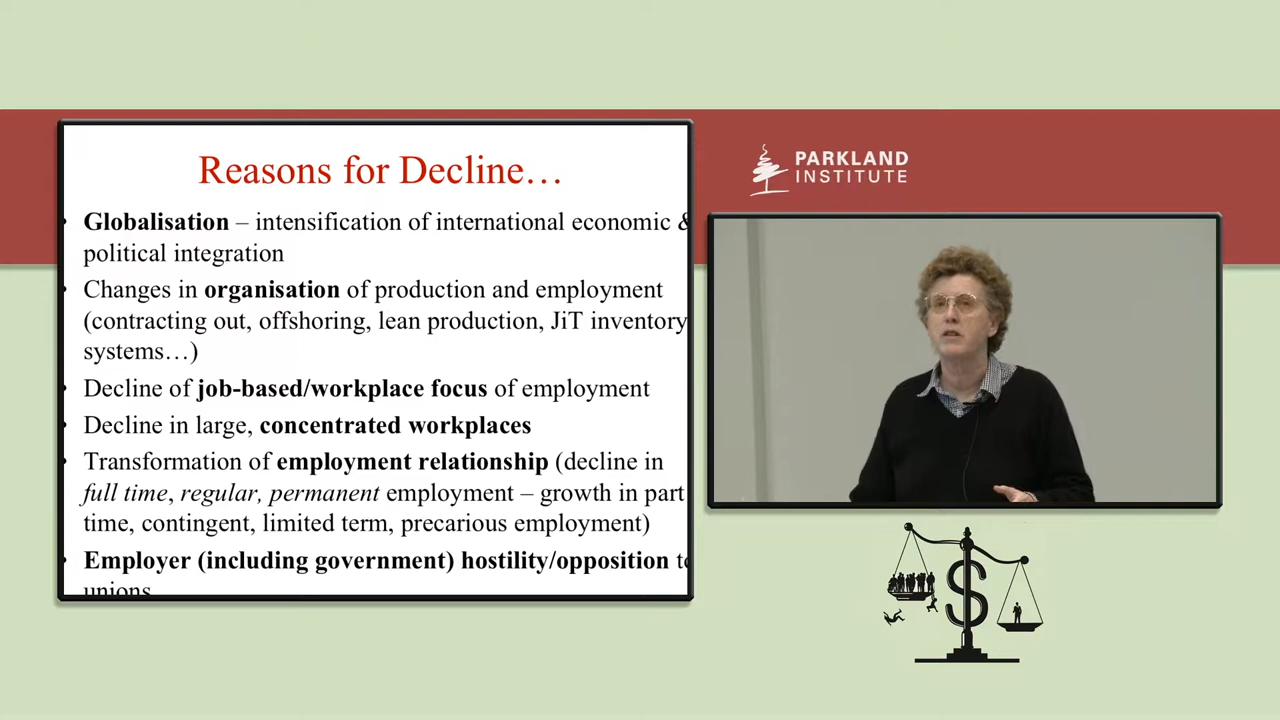 Reasons for Decline…
• Globalisation – intensification of international economic &
political integration
• Changes in organisation of production and employment
(contracting out, offshoring, lean production, JiT inventory
systems…)
• Decline of job-based/workplace focus of employment
• Decline in large, concentrated workplaces
• Transformation of employment relationship (decline in
full time, regular, permanent employment – growth in part
time, contingent, limited term, precarious employment)
• Employer (including government) hostility/opposition to
unions
PARKLAND
INSTITUTE
$